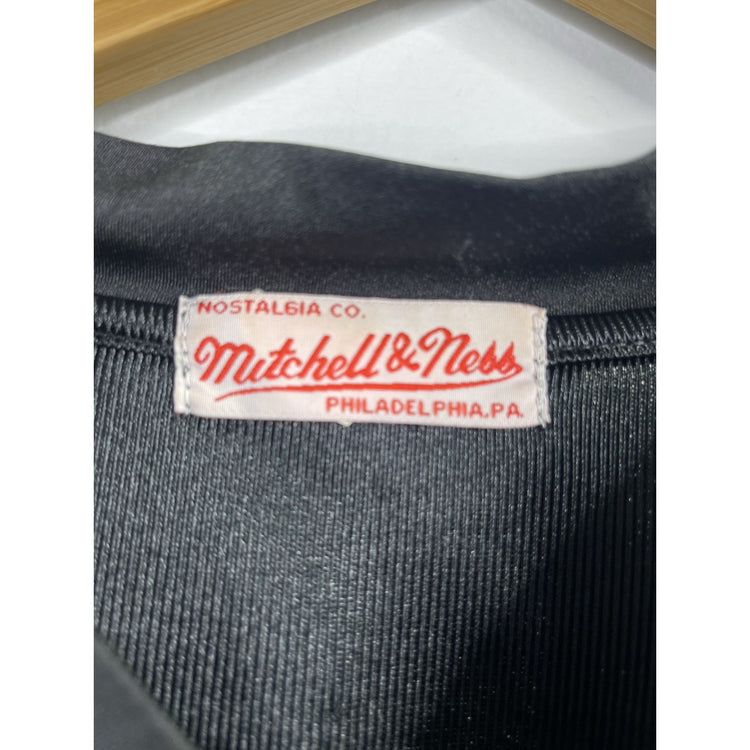 NOSTALGIA CO.
Mitchell & Ness
PHILADELPHIA, PA.